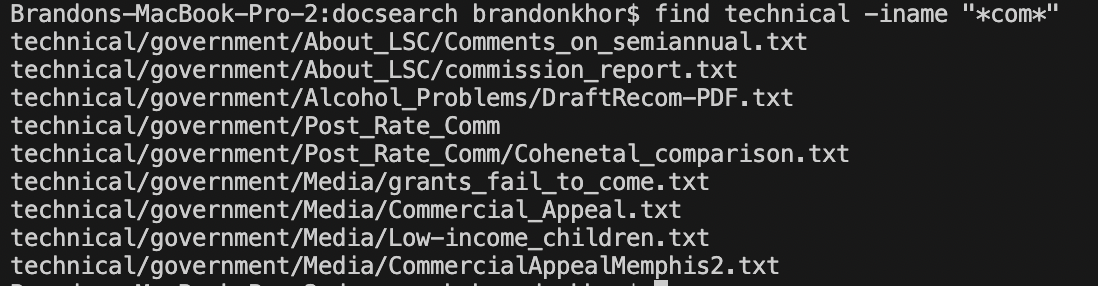 Brandons-MacBook-Pro-2:docsearch brandonkhor$ find technical -iname "*com*"
technical/government/About_LSC/Comments_on_semiannual.txt
technical/government/About_LSC/commission_report.txt
technical/government/Alcohol_Problems/DraftRecom-PDF.txt
technical/government/Post_Rate_Comm
technical/government/Post_Rate_Comm/Cohenetal_comparison.txt
technical/government/Media/grants_fail_to_come.txt
technical/government/Media/Commercial_Appeal.txt
technical/government/Media/Low-income_children.txt
technical/government/Media/CommercialAppealMemphis2.txt